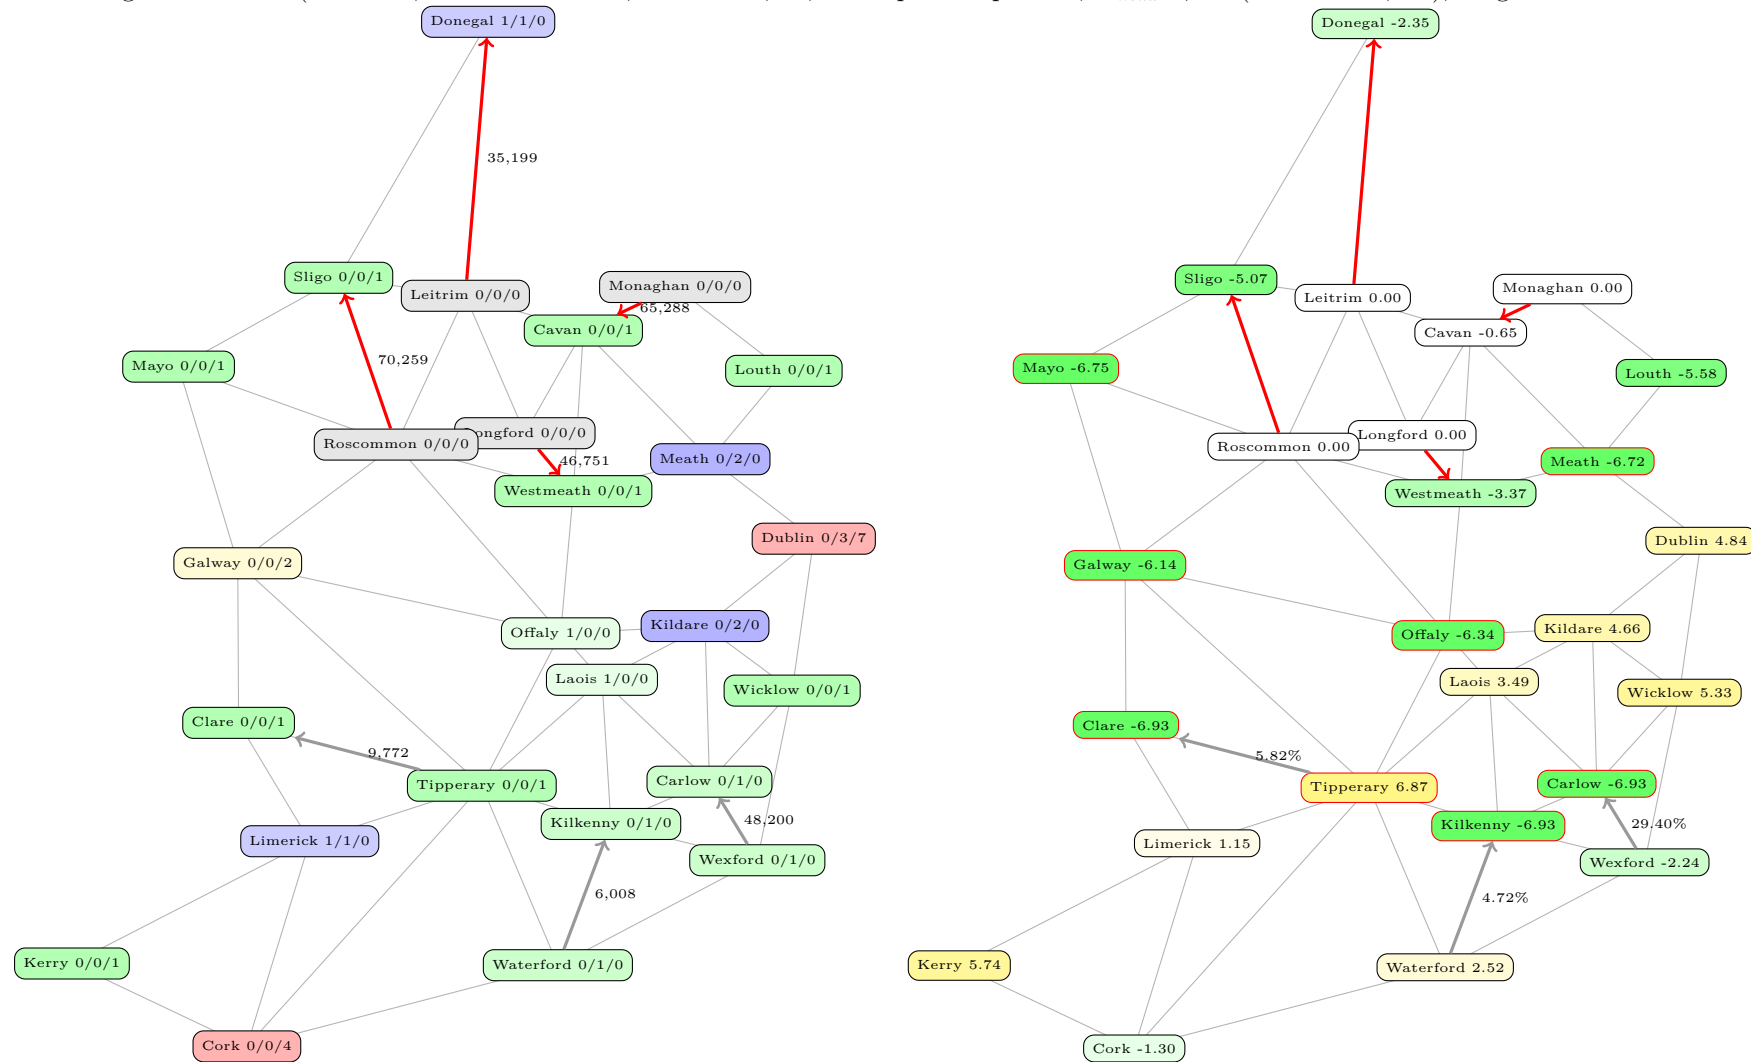 Donegal 1/1/0
35,199
Sligo 0/0/1
Leitrim 0/0/0
Monaghan 0/0/0
65,288
Cavan 0/0/1
Mayo 0/0/1
70,259
Louth 0/0/1
Roscommon 0/0/0
Longford 0/0/0
46,751
Meath 0/2/0
Westmeath 0/0/1
Dublin 0/3/7
Galway 0/0/2
Offaly 1/0/0
Kildare 0/2/0
Laois 1/0/0
Wicklow 0/0/1
Clare 0/0/1
9,772
Tipperary 0/0/1
Carlow 0/1/0
Kilkenny 0/1/0
48,200
Limerick 1/1/0
Wexford 0/1/0
6,008
Kerry 0/0/1
Waterford 0/1/0
Cork 0/0/4
Donegal -2.35
Sligo -5.07
Leitrim 0.00
Monaghan 0.00
Cavan -0.65
Mayo -6.75
Louth -5.58
Roscommon 0.00
Longford 0.00
Meath -6.72
Westmeath -3.37
Dublin 4.84
Galway -6.14
Offaly -6.34
Kildare 4.66
Laois 3.49
Wicklow 5.33
Clare -6.93
5.82%
Tipperary 6.87
Carlow -6.93
Kilkenny -6.93
29.40%
Limerick 1.15
Wexford -2.24
4.72%
Kerry 5.74
Waterford 2.52
Cork -1.30